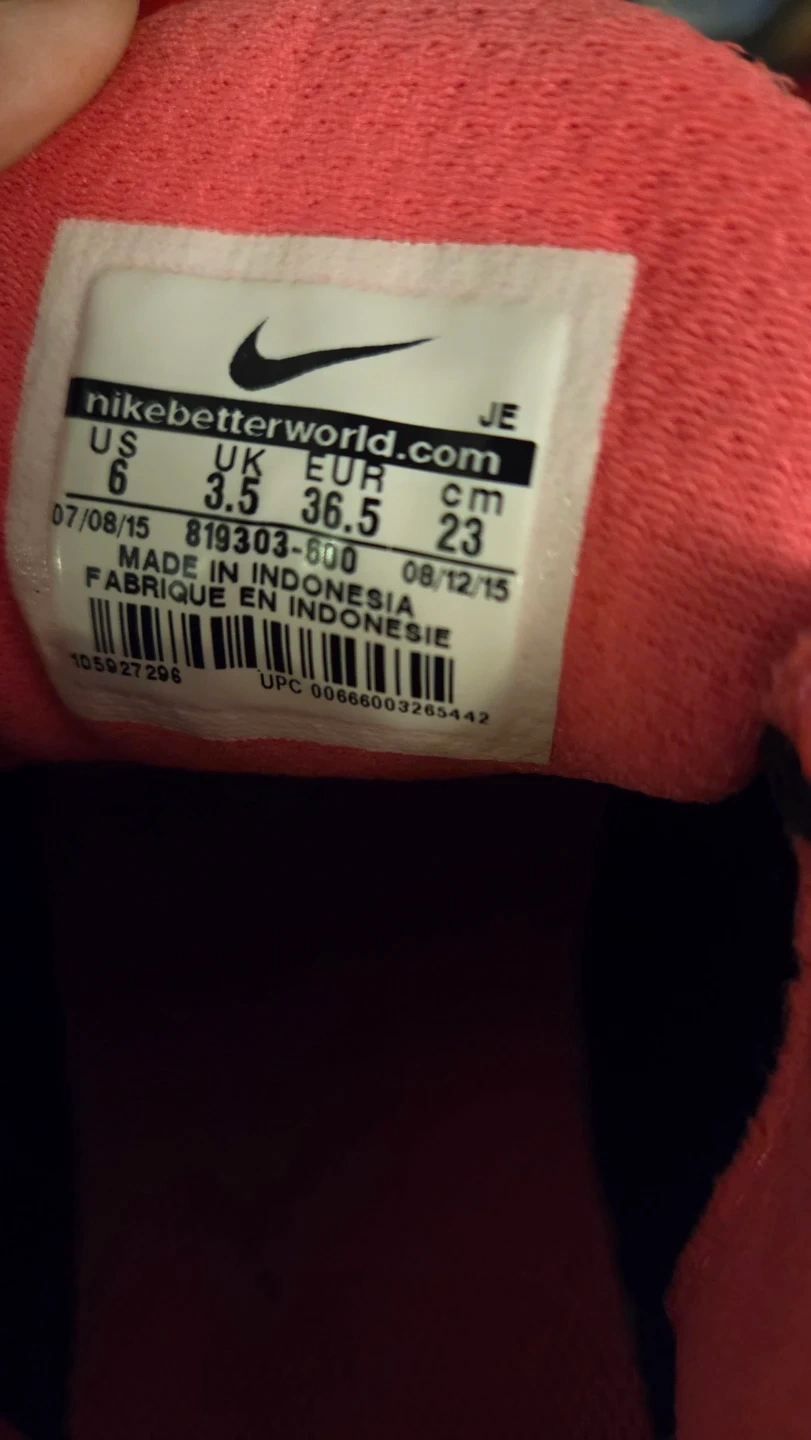 JE
nikebetterworld.com
US UK EUR cm
6 3.5 36.5 23
07/08/15 819303-600 08/12/15
MADE IN INDONESIA
FABRIQUE EN INDONESIE
105927296 UPC 00666003265442